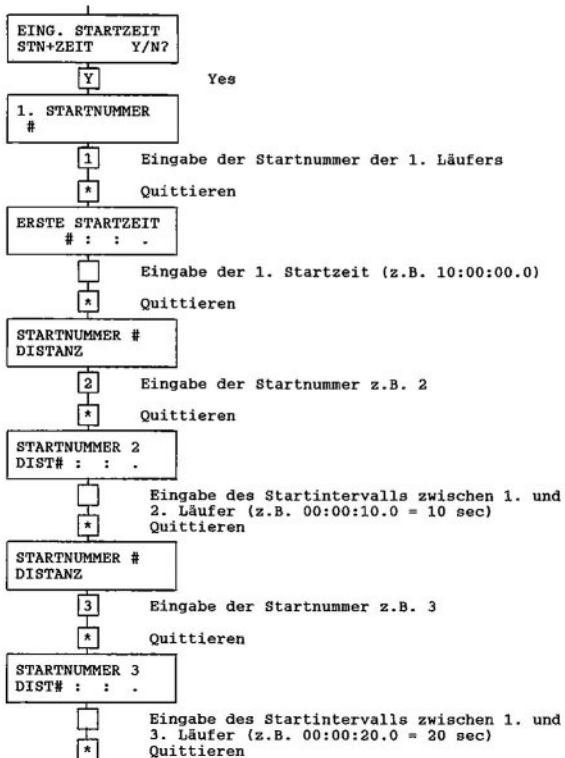 EING. STARTZEIT
STN+ZEIT Y/N?
Y Yes
1. STARTNUMMER
#
1 Eingabe der Startnummer der 1. Läufers
* Quittieren
ERSTE STARTZEIT
# : : .
Eingabe der 1. Startzeit (z.B. 10:00:00.0)
* Quittieren
STARTNUMMER #
DISTANZ
2 Eingabe der Startnummer z.B. 2
* Quittieren
STARTNUMMER 2
DIST# : : .
Eingabe des Startintervalls zwischen 1. und
2. Läufer (z.B. 00:00:10.0 = 10 sec)
* Quittieren
STARTNUMMER #
DISTANZ
3 Eingabe der Startnummer z.B. 3
* Quittieren
STARTNUMMER 3
DIST# : : .
Eingabe des Startintervalls zwischen 1. und
3. Läufer (z.B. 00:00:20.0 = 20 sec)
* Quittieren